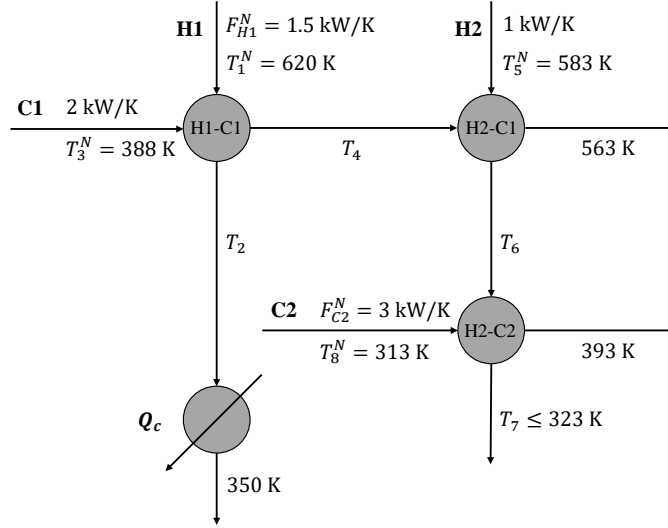 H1
F_{H1}^N = 1.5 kW/K
T_1^N = 620 K
H2
1 kW/K
T_5^N = 583 K
C1
2 kW/K
T_3^N = 388 K
H1-C1
T_4
H2-C1
563 K
T_2
T_6
C2
F_{C2}^N = 3 kW/K
T_8^N = 313 K
H2-C2
393 K
Q_c
350 K
T_7 ≤ 323 K